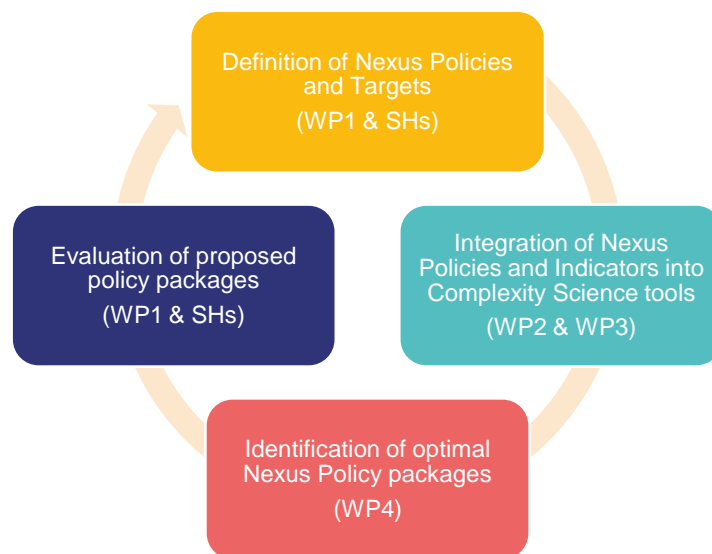 Definition of Nexus Policies
and Targets
(WP1 & SHs)
Integration of Nexus
Policies and Indicators into
Complexity Science tools
(WP2 & WP3)
Identification of optimal
Nexus Policy packages
(WP4)
Evaluation of proposed
policy packages
(WP1 & SHs)